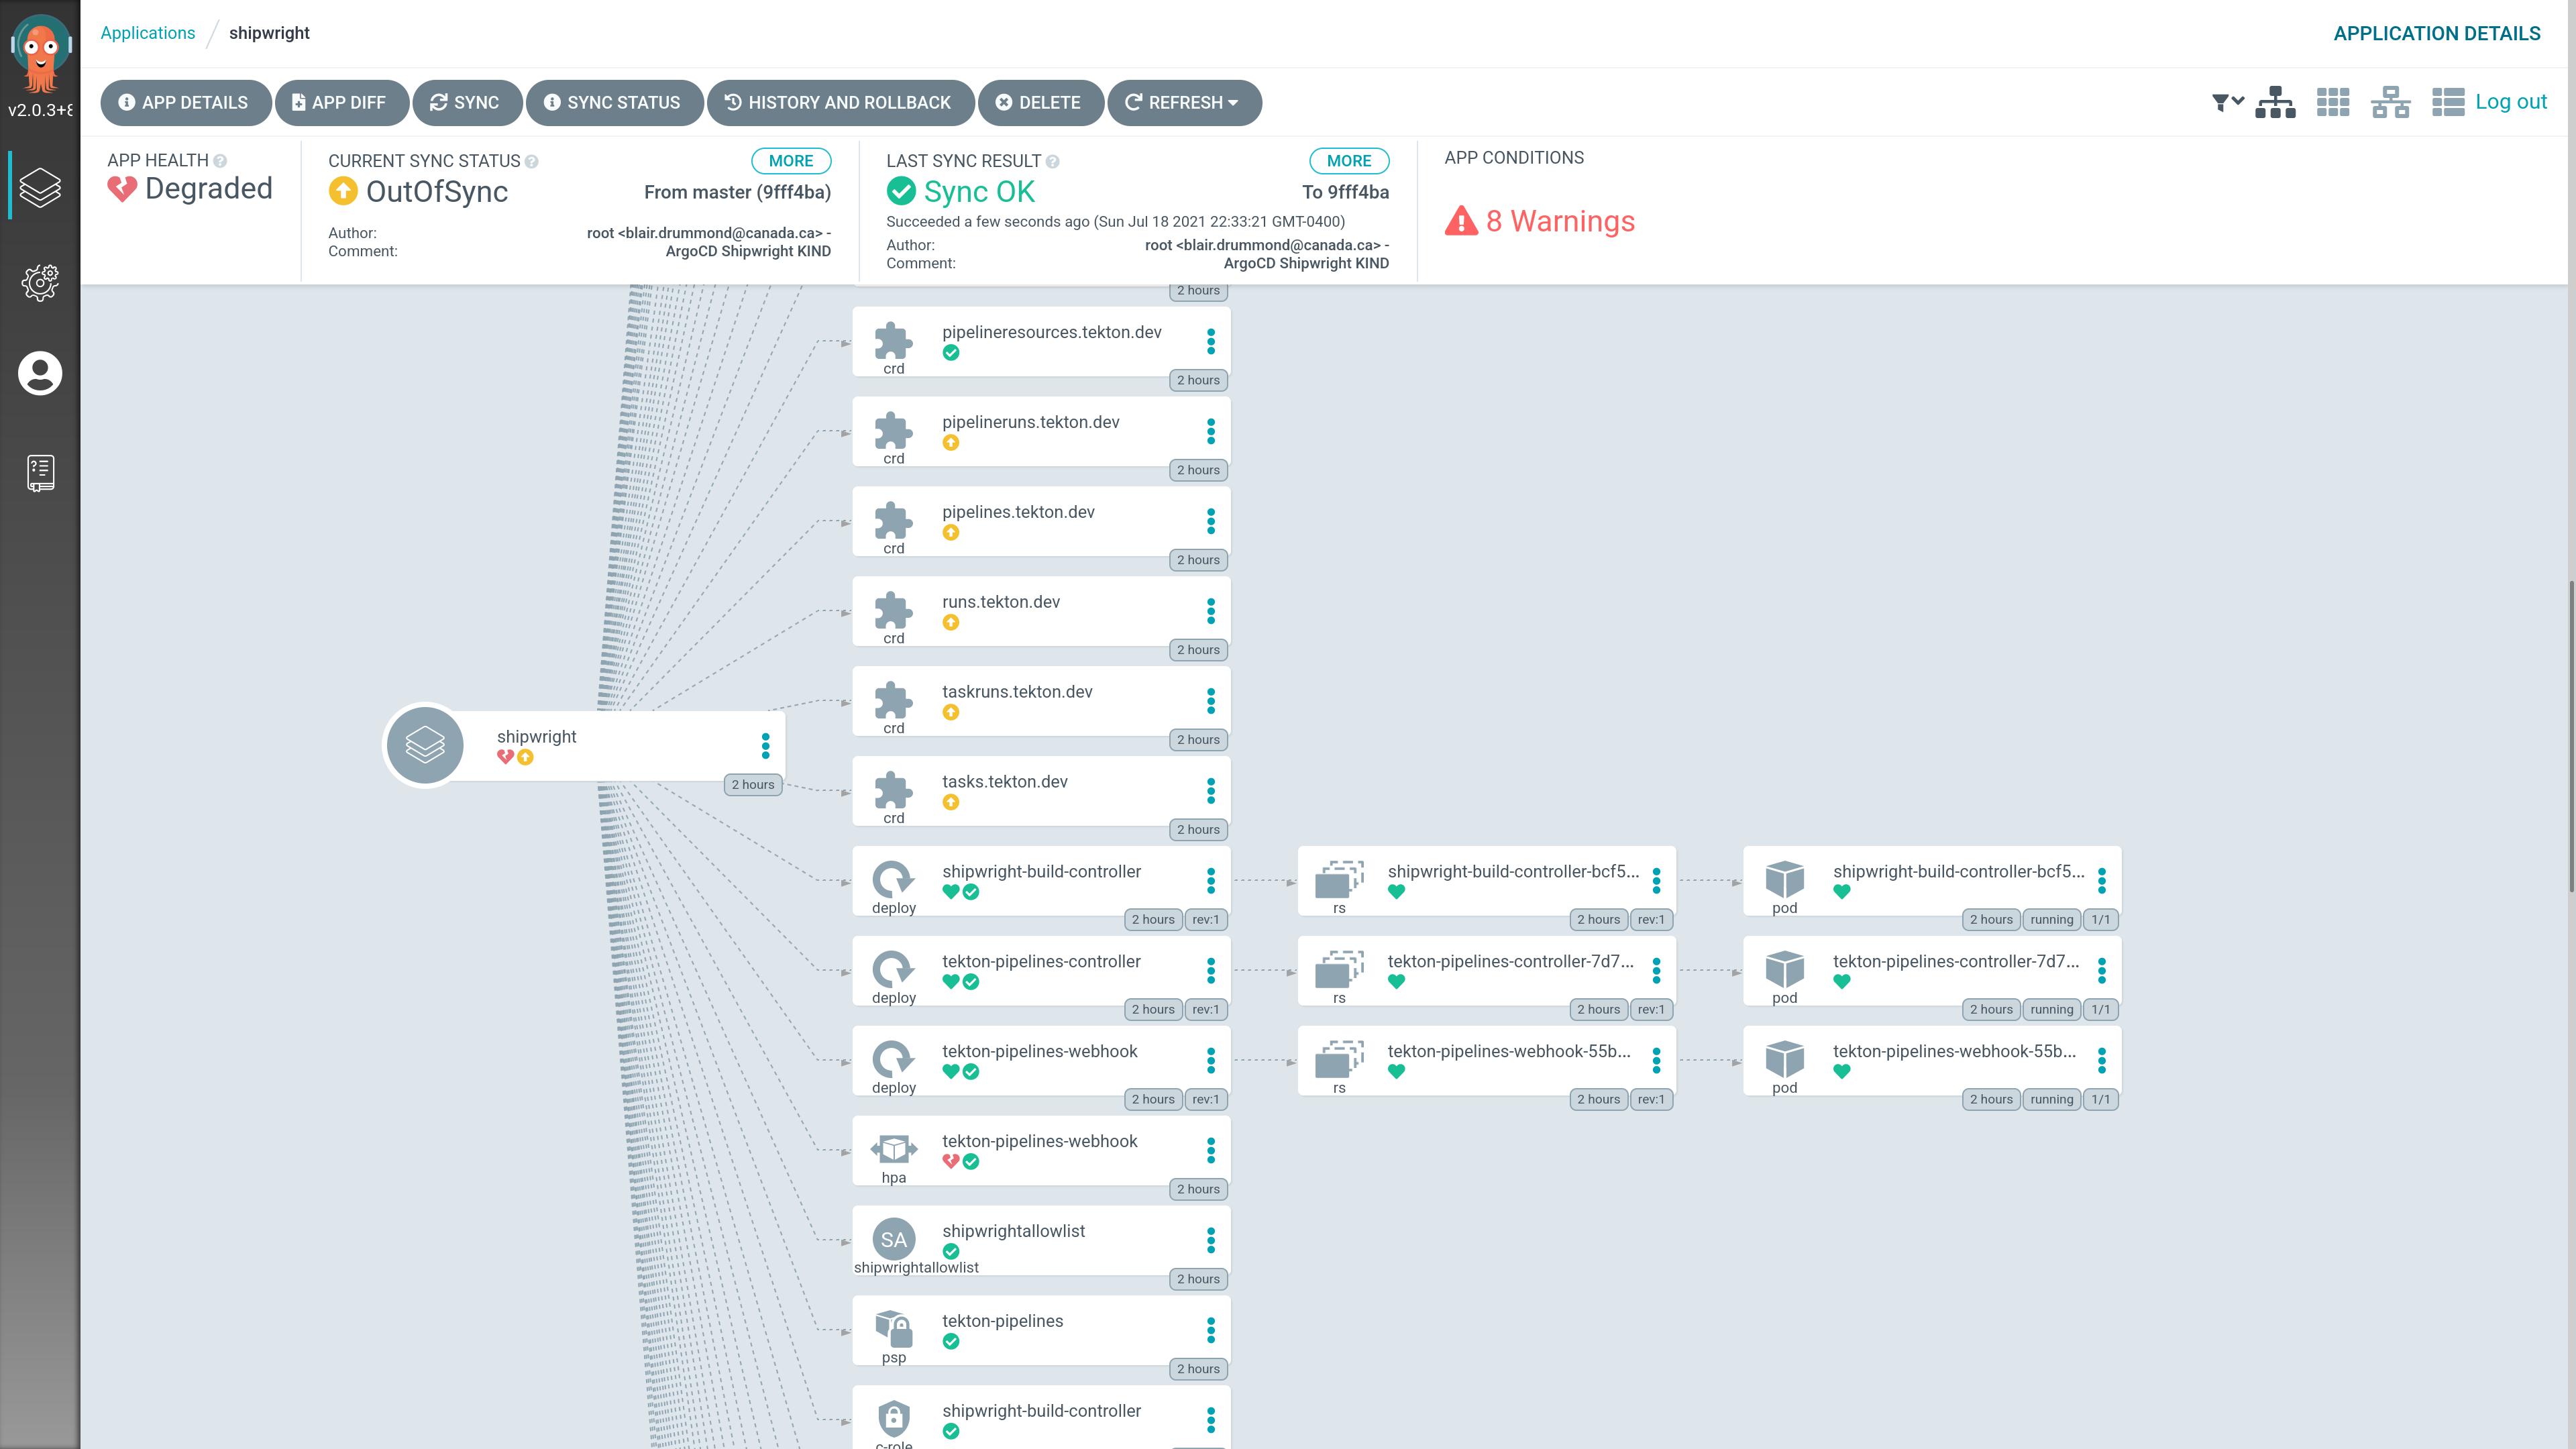 Applications
shipwright
APPLICATION DETAILS
v2.0.3+
APP DETAILS
APP DIFF
SYNC
SYNC STATUS
HISTORY AND ROLLBACK
DELETE
REFRESH
Log out
APP HEALTH
Degraded
CURRENT SYNC STATUS
MORE
OutOfSync
From master (9fff4ba)
Author:
root <blair.drummond@canada.ca> -
Comment:
ArgoCD Shipwright KIND
LAST SYNC RESULT
MORE
Sync OK
To 9fff4ba
Succeeded a few seconds ago (Sun Jul 18 2021 22:33:21 GMT-0400)
Author:
root <blair.drummond@canada.ca> -
Comment:
ArgoCD Shipwright KIND
APP CONDITIONS
8 Warnings
2 hours
pipelineresources.tekton.dev
crd
2 hours
pipelineruns.tekton.dev
crd
2 hours
pipelines.tekton.dev
crd
2 hours
runs.tekton.dev
crd
2 hours
taskruns.tekton.dev
crd
2 hours
shipwright
2 hours
tasks.tekton.dev
crd
2 hours
shipwright-build-controller
deploy
2 hours
rev:1
shipwright-build-controller-bcf5...
rs
2 hours
rev:1
shipwright-build-controller-bcf5...
pod
2 hours
running
1/1
tekton-pipelines-controller
deploy
2 hours
rev:1
tekton-pipelines-controller-7d7...
rs
2 hours
rev:1
tekton-pipelines-controller-7d7...
pod
2 hours
running
1/1
tekton-pipelines-webhook
deploy
2 hours
rev:1
tekton-pipelines-webhook-55b...
rs
2 hours
rev:1
tekton-pipelines-webhook-55b...
pod
2 hours
running
1/1
tekton-pipelines-webhook
hpa
2 hours
SA
shipwrightallowlist
shipwrightallowlist
2 hours
tekton-pipelines
psp
2 hours
shipwright-build-controller
c-role